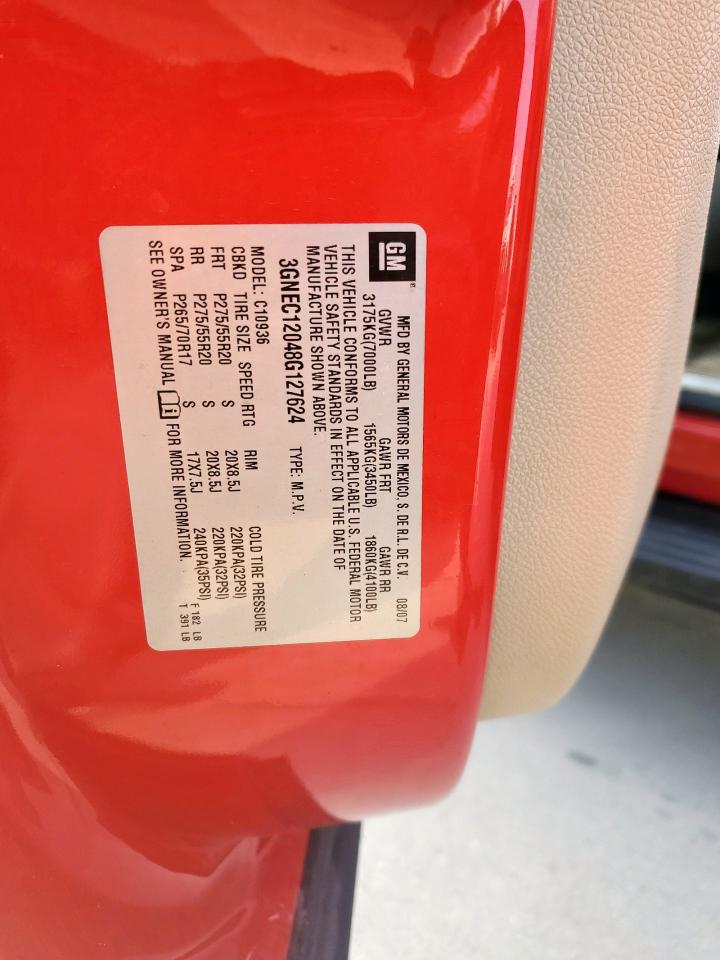 GM ®
MFD BY GENERAL MOTORS DE MEXICO, S. DE R.L. DE C.V. 08/07
GVWR GAWR FRT GAWR RR
3175KG(7000LB) 1565KG(3450LB) 1860KG(4100LB)
THIS VEHICLE CONFORMS TO ALL APPLICABLE U.S. FEDERAL MOTOR
VEHICLE SAFETY STANDARDS IN EFFECT ON THE DATE OF
MANUFACTURE SHOWN ABOVE.
3GNEC12048G127624 TYPE: M.P.V.
MODEL: C10936
CBKD TIRE SIZE SPEED RTG RIM COLD TIRE PRESSURE
FRT P275/55R20 S 20X8.5J 220KPA(32PSI)
RR P275/55R20 S 20X8.5J 220KPA(32PSI)
SPA P265/70R17 S 17X7.5J 240KPA(35PSI) F 182 LB
SEE OWNER'S MANUAL i FOR MORE INFORMATION. T 391 LB